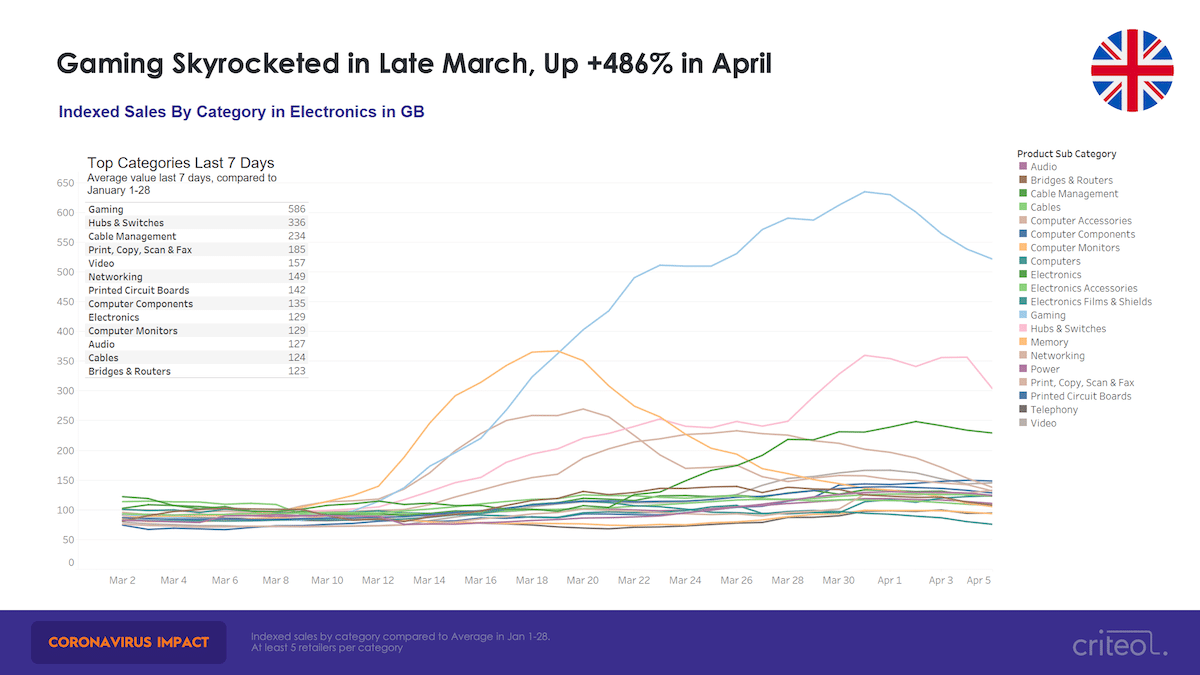 Gaming Skyrocketed in Late March, Up +486% in April
Indexed Sales By Category in Electronics in GB
Top Categories Last 7 Days
Average value last 7 days, compared to
January 1-28
Gaming 586
Hubs & Switches 336
Cable Management 234
Print, Copy, Scan & Fax 185
Video 157
Networking 149
Printed Circuit Boards 142
Computer Components 135
Electronics 129
Computer Monitors 129
Audio 127
Cables 124
Bridges & Routers 123
650
600
550
500
450
400
350
300
250
200
150
100
50
0
Mar 2 Mar 4 Mar 6 Mar 8 Mar 10 Mar 12 Mar 14 Mar 16 Mar 18 Mar 20 Mar 22 Mar 24 Mar 26 Mar 28 Mar 30 Apr 1 Apr 3 Apr 5
Product Sub Category
Audio
Bridges & Routers
Cable Management
Cables
Computer Accessories
Computer Components
Computer Monitors
Computers
Electronics
Electronics Accessories
Electronics Films & Shields
Gaming
Hubs & Switches
Memory
Networking
Power
Print, Copy, Scan & Fax
Printed Circuit Boards
Telephony
Video
CORONAVIRUS IMPACT
Indexed sales by category compared to Average in Jan 1-28.
At least 5 retailers per category
criteo